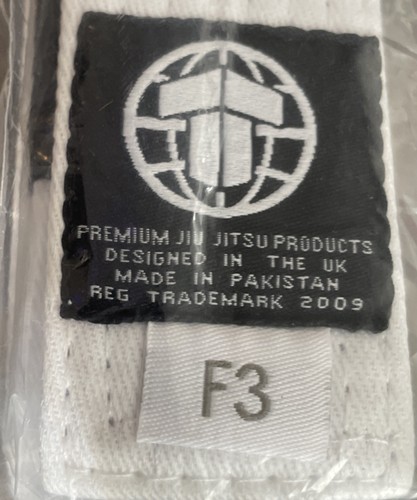 PREMIUM JIU JITSU PRODUCTS
DESIGNED IN THE UK
MADE IN PAKISTAN
REG TRADEMARK 2009
F3